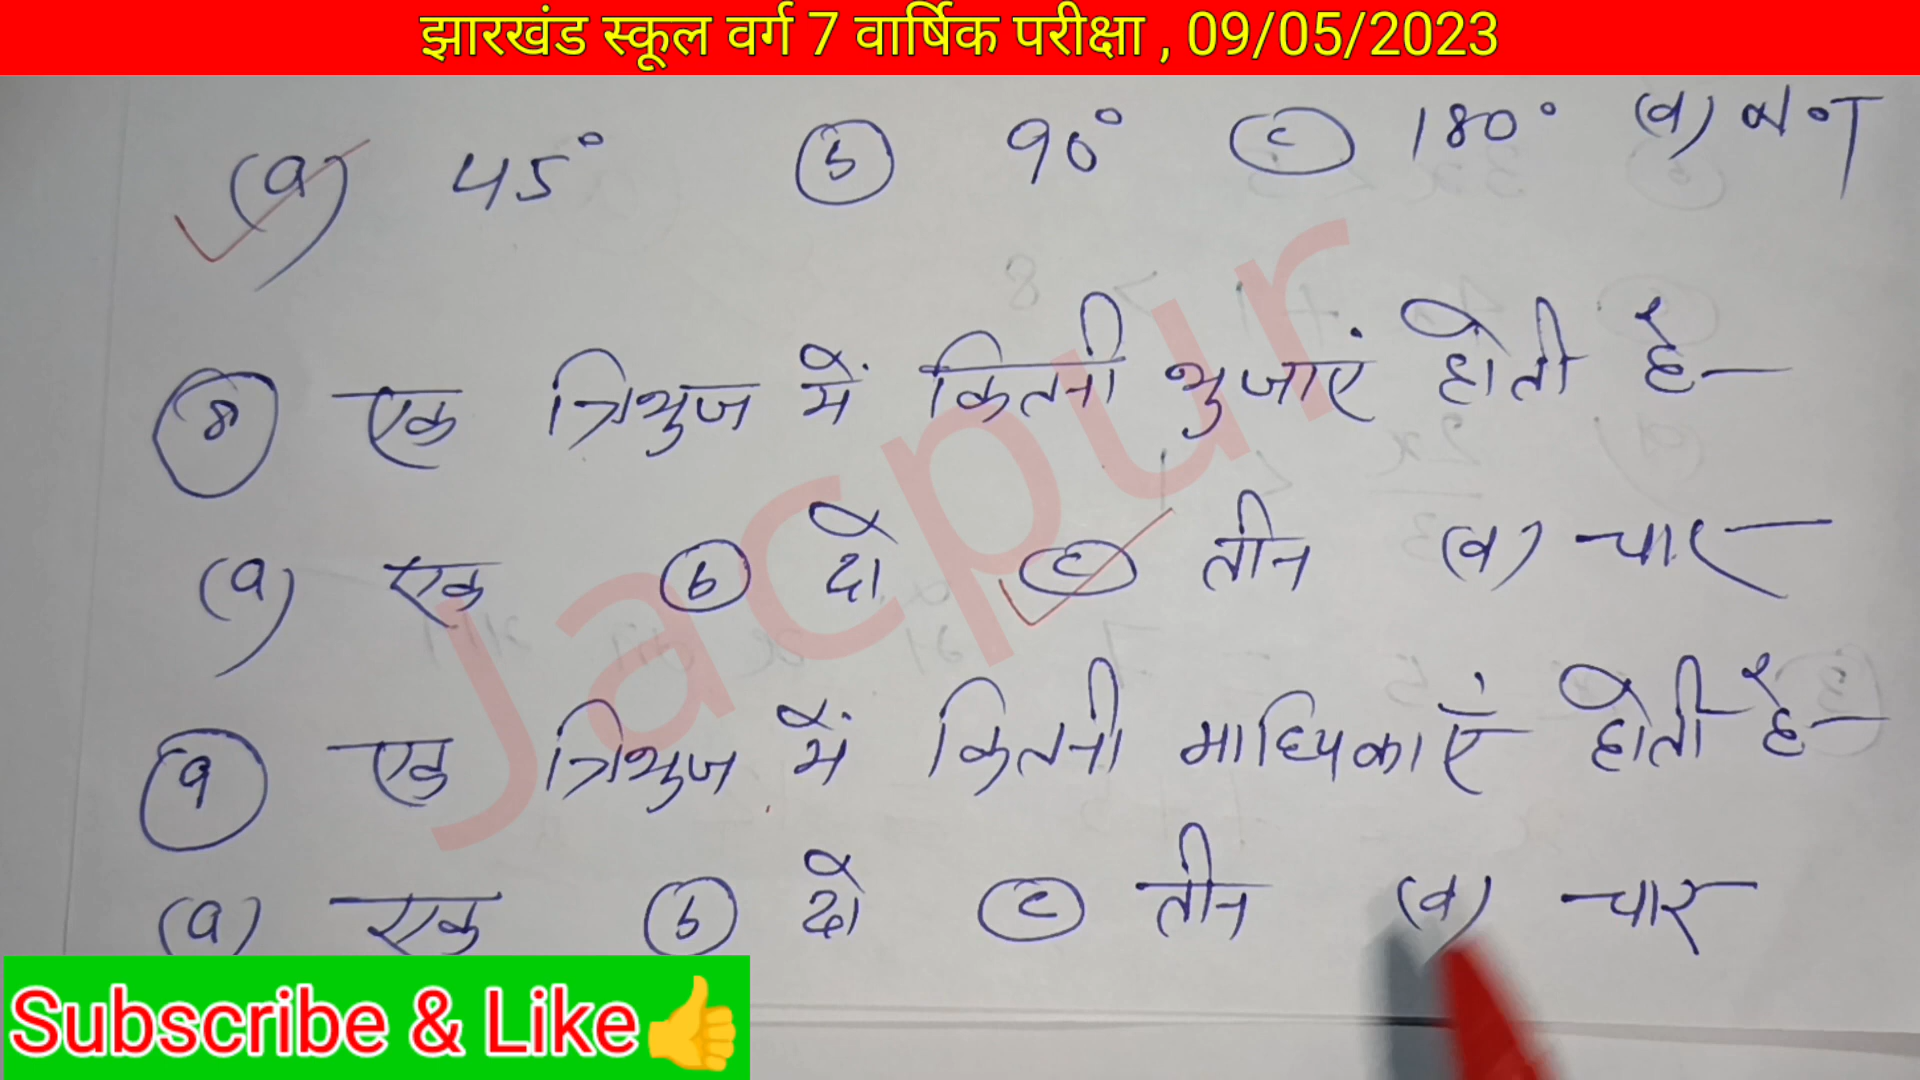 झारखंड स्कूल वर्ग 7 वार्षिक परीक्षा , 09/05/2023
(a) 45° (b) 90° (c) 180° (d)
(8) एक त्रिभुज में कितनी भुजाएं होती है-
(a) एक (b) दो (c) तीन (d) चार
(9) एक त्रिभुज में कितनी माध्यिकाएँ होती है-
(a) एक (b) दो (c) तीन (d) चार
Jacpur
Subscribe & Like